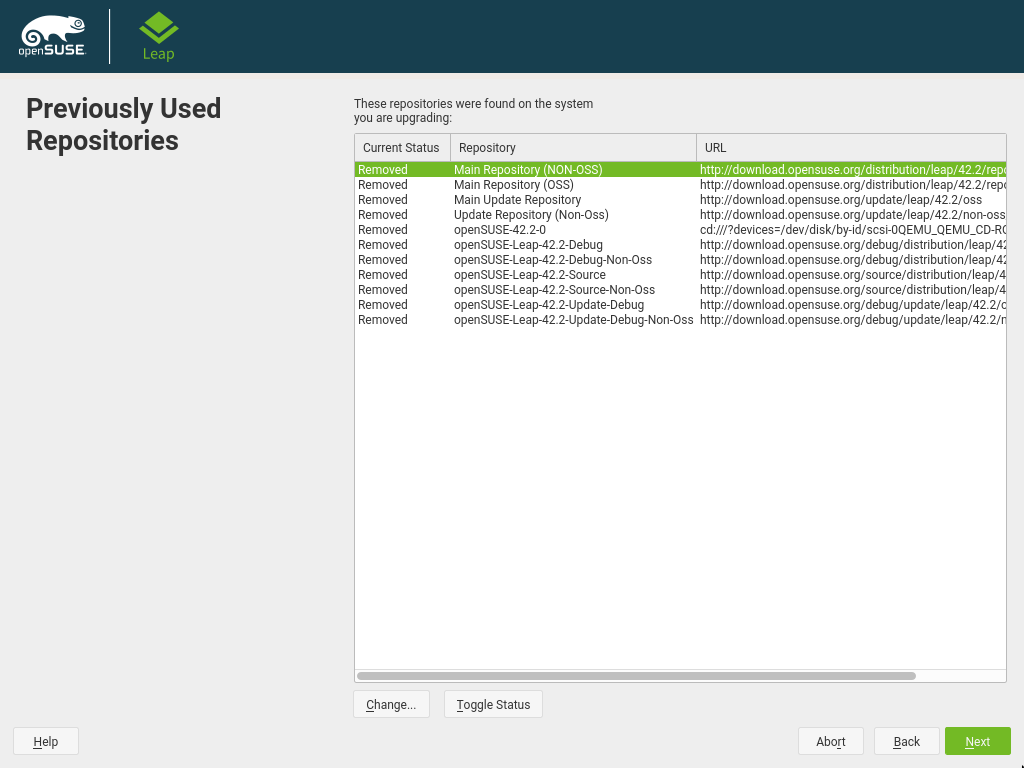 openSUSE
Leap
Previously Used
Repositories
These repositories were found on the system
you are upgrading:
Current Status Repository URL
Removed Main Repository (NON-OSS) http://download.opensuse.org/distribution/leap/42.2/repo
Removed Main Repository (OSS) http://download.opensuse.org/distribution/leap/42.2/repo
Removed Main Update Repository http://download.opensuse.org/update/leap/42.2/oss
Removed Update Repository (Non-Oss) http://download.opensuse.org/update/leap/42.2/non-oss
Removed openSUSE-42.2-0 cd:///?devices=/dev/disk/by-id/scsi-0QEMU_QEMU_CD-RO
Removed openSUSE-Leap-42.2-Debug http://download.opensuse.org/debug/distribution/leap/42
Removed openSUSE-Leap-42.2-Debug-Non-Oss http://download.opensuse.org/debug/distribution/leap/42
Removed openSUSE-Leap-42.2-Source http://download.opensuse.org/source/distribution/leap/4
Removed openSUSE-Leap-42.2-Source-Non-Oss http://download.opensuse.org/source/distribution/leap/4
Removed openSUSE-Leap-42.2-Update-Debug http://download.opensuse.org/debug/update/leap/42.2/o
Removed openSUSE-Leap-42.2-Update-Debug-Non-Oss http://download.opensuse.org/debug/update/leap/42.2/n
Change... Toggle Status
Help Abort Back Next